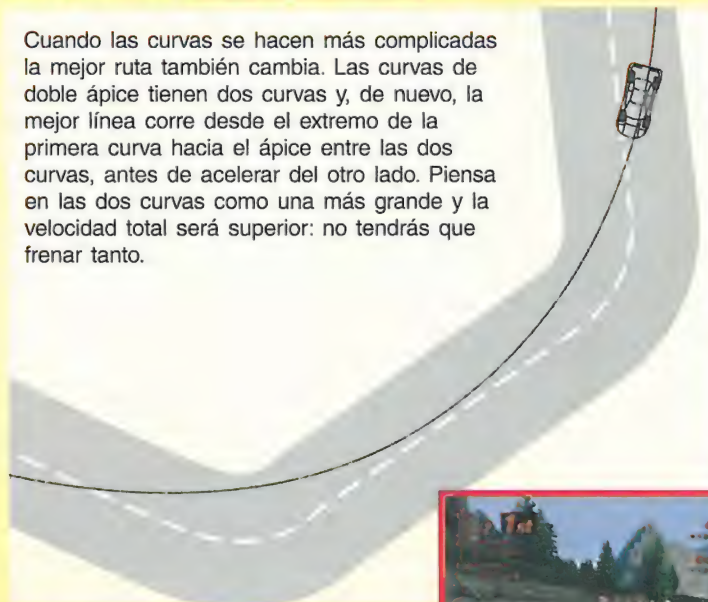 Cuando las curvas se hacen más complicadas
la mejor ruta también cambia. Las curvas de
doble ápice tienen dos curvas y, de nuevo, la
mejor línea corre desde el extremo de la
primera curva hacia el ápice entre las dos
curvas, antes de acelerar del otro lado. Piensa
en las dos curvas como una más grande y la
velocidad total será superior: no tendrás que
frenar tanto.
1st